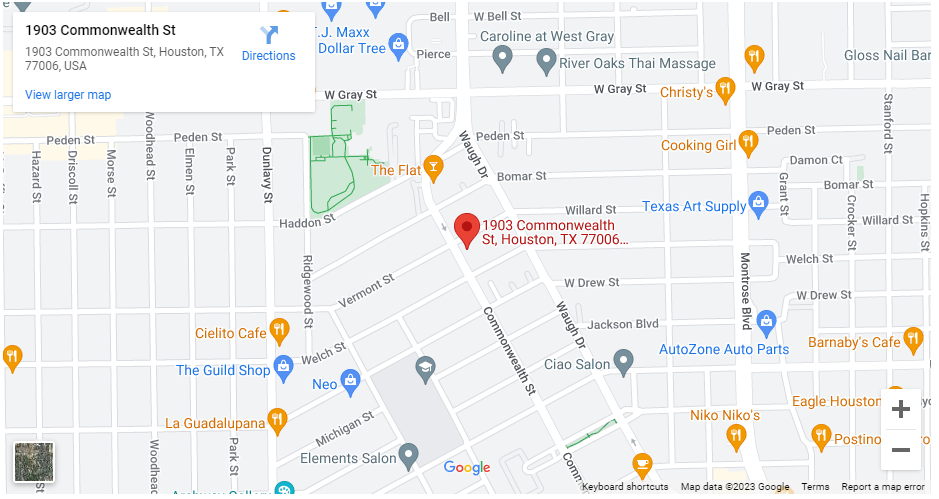 1903 Commonwealth St
1903 Commonwealth St, Houston, TX
77006, USA
Directions
View larger map
Bell
W Bell St
T.J. Maxx
Dollar Tree
Pierce
Caroline at West Gray
River Oaks Thai Massage
Gloss Nail Bar
W Gray St
W Gray St
W Gray St
Christy's
Peden St
Peden St
Peden St
Waugh Dr
Cooking Girl
Stanford St
Woodhead St
Hazard St
Driscoll St
Morse St
Elmen St
Park St
Dunlavy St
The Flat
Bomar St
Damon Ct
Bomar St
Grant St
Crocker St
Hopkins St
Haddon St
Willard St
Willard St
Texas Art Supply
1903 Commonwealth
St, Houston, TX 77006...
Ridgewood St
Vermont St
Welch St
Montrose Blvd
W Drew St
W Drew St
Commonwealth St
Waugh Dr
Jackson Blvd
Cielito Cafe
Welch St
AutoZone Auto Parts
Barnaby's Cafe
The Guild Shop
Neo
Ciao Salon
Eagle Houston
La Guadalupana
Michigan St
Niko Niko's
Postino
Woodhead
Park St
Elements Salon
Google
Keyboard shortcuts
Map data ©2023 Google
Terms
Report a map error